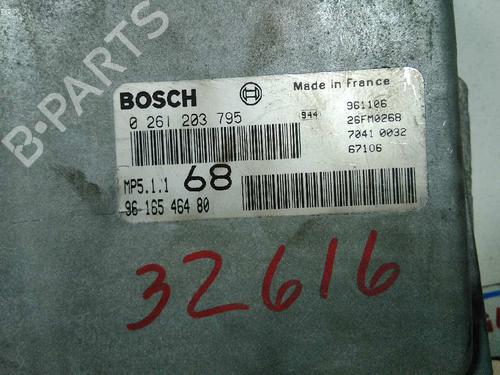 B-PARTS
BOSCH
Made in France
0 261 203 795
944
961106
26FM0268
7041 0032
67106
MP5.1.1 68
96 165 464 80
32616